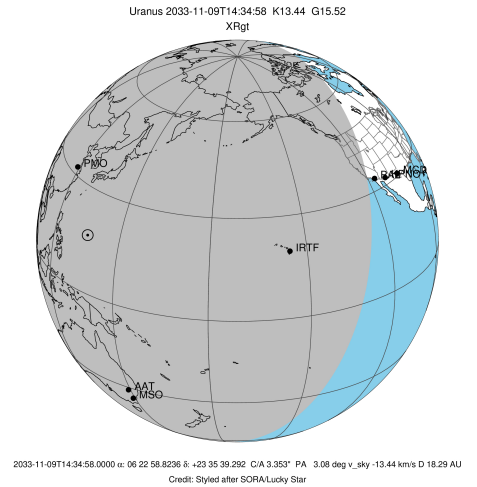 Uranus 2033-11-09T14:34:58 K13.44 G15.52
XRgt
PMO
IRTF
AAT
MSO
2033-11-09T14:34:58.0000 α: 06 22 58.8236 δ: +23 35 39.292 C/A 3.353" PA 3.08 deg v_sky -13.44 km/s D 18.29 AU
Credit: Styled after SORA/Lucky Star